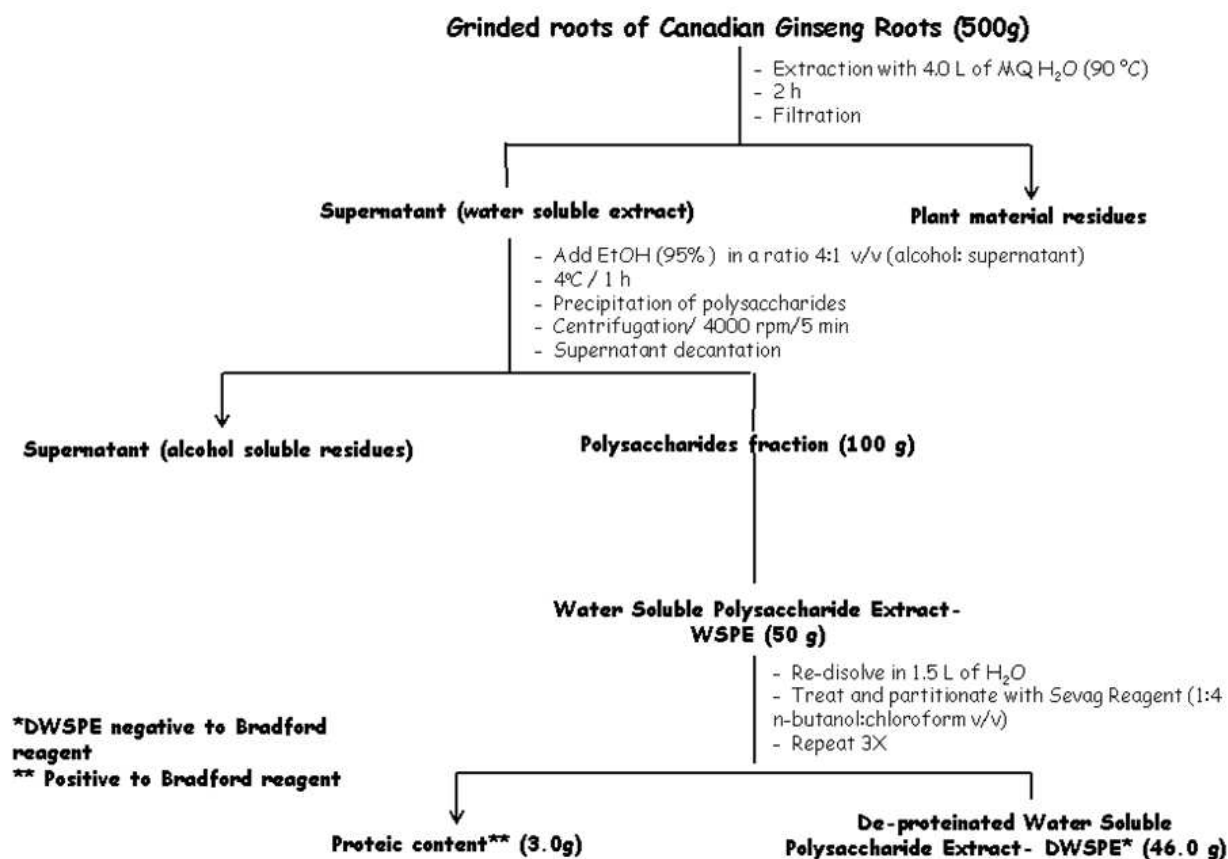 Grinded roots of Canadian Ginseng Roots (500g)
- Extraction with 4.0 L of MQ H₂O (90 °C)
- 2 h
- Filtration
Supernatant (water soluble extract)
Plant material residues
- Add EtOH (95%) in a ratio 4:1 v/v (alcohol: supernatant)
- 4ºC / 1 h
- Precipitation of polysaccharides
- Centrifugation/ 4000 rpm/5 min
- Supernatant decantation
Supernatant (alcohol soluble residues)
Polysaccharides fraction (100 g)
Water Soluble Polysaccharide Extract-
WSPE (50 g)
- Re-disolve in 1.5 L of H₂O
- Treat and partitionate with Sevag Reagent (1:4
n-butanol:chloroform v/v)
- Repeat 3X
*DWSPE negative to Bradford
reagent
** Positive to Bradford reagent
Proteic content** (3.0g)
De-proteinated Water Soluble
Polysaccharide Extract- DWSPE* (46.0 g)